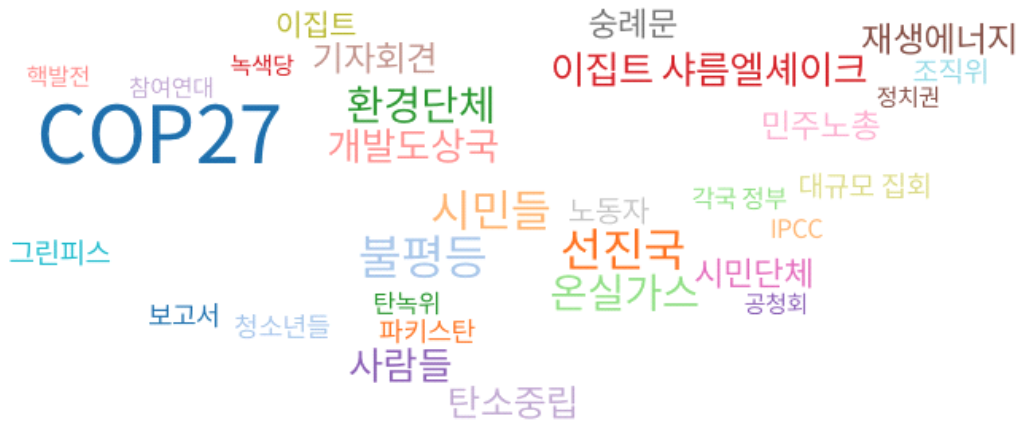 이집트
숭례문
재생에너지
핵발전
녹색당
기자회견
이집트 샤름엘셰이크
조직위
참여연대
정치권
COP27
환경단체
민주노총
개발도상국
시민들
노동자
각국 정부
대규모 집회
IPCC
그린피스
불평등
선진국
시민단체
온실가스
공청회
보고서
청소년들
탄녹위
파키스탄
사람들
탄소중립